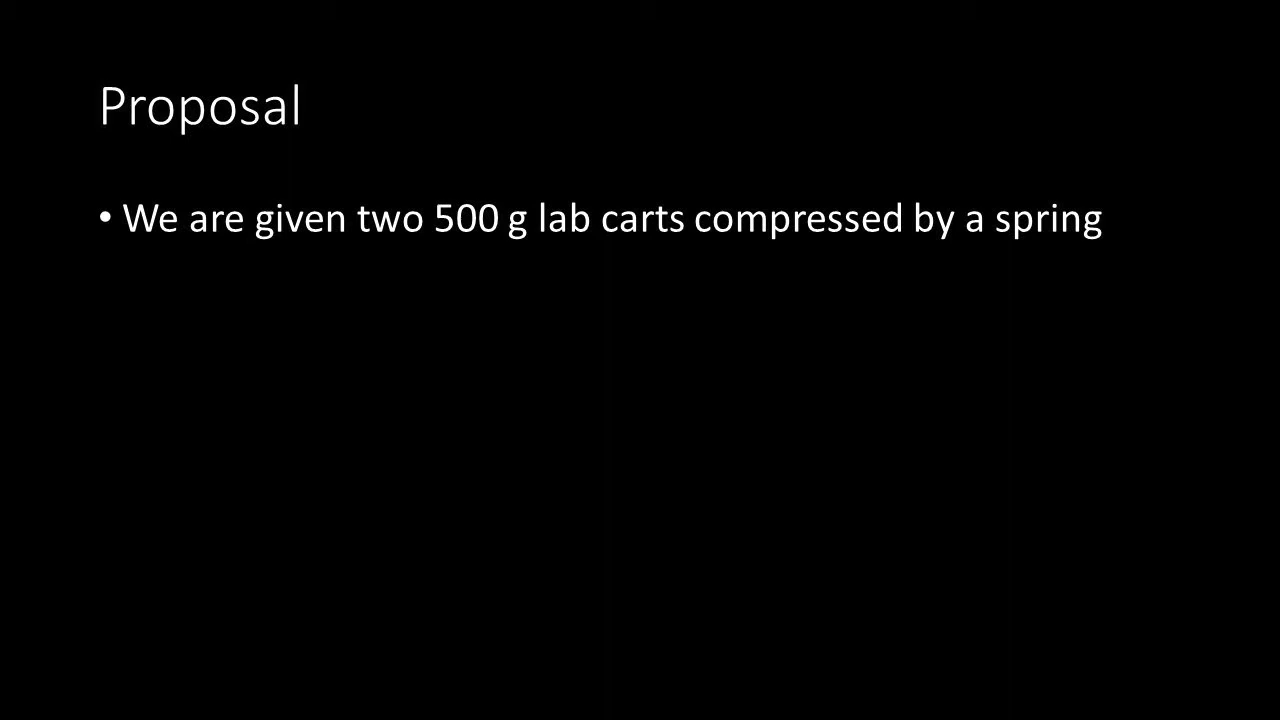 Proposal
• We are given two 500 g lab carts compressed by a spring